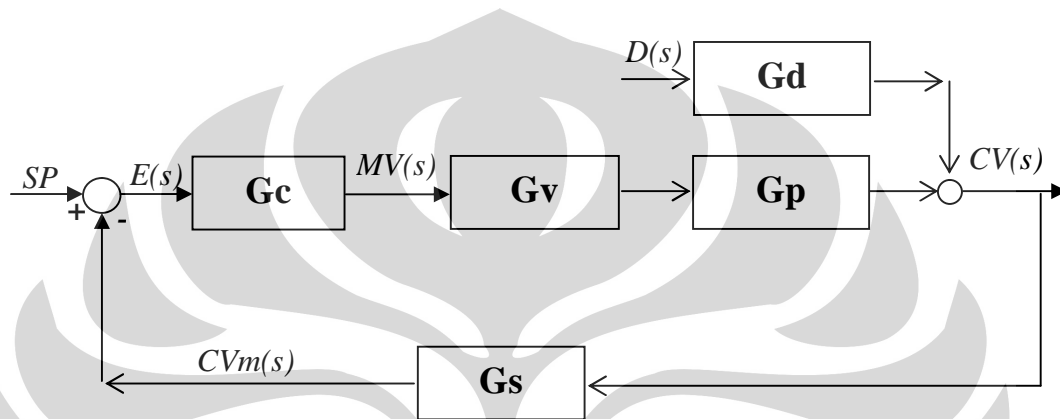 D(s)
Gd
SP
E(s)
Gc
MV(s)
Gv
Gp
CV(s)
+
-
CVm(s)
Gs